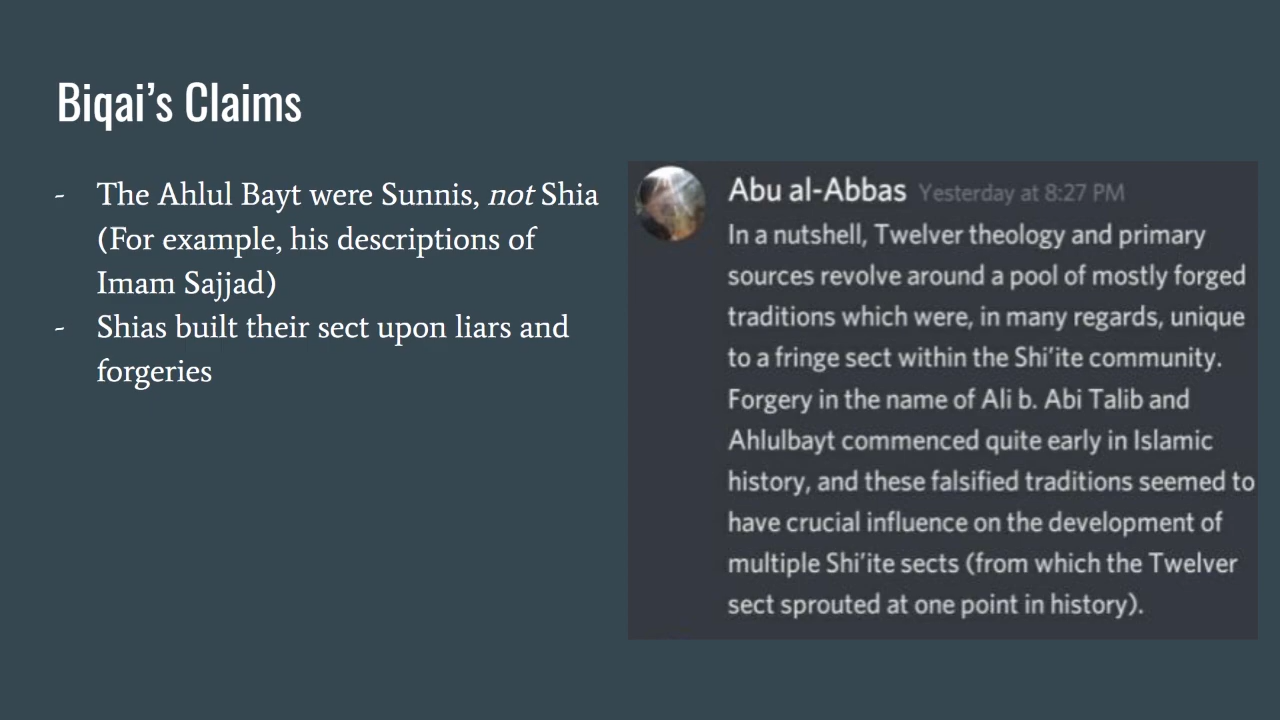 Biqai’s Claims
- The Ahlul Bayt were Sunnis, not Shia
(For example, his descriptions of
Imam Sajjad)
- Shias built their sect upon liars and
forgeries
Abu al-Abbas Yesterday at 8:27 PM
In a nutshell, Twelver theology and primary
sources revolve around a pool of mostly forged
traditions which were, in many regards, unique
to a fringe sect within the Shi’ite community.
Forgery in the name of Ali b. Abi Talib and
Ahlulbayt commenced quite early in Islamic
history, and these falsified traditions seemed to
have crucial influence on the development of
multiple Shi’ite sects (from which the Twelver
sect sprouted at one point in history).